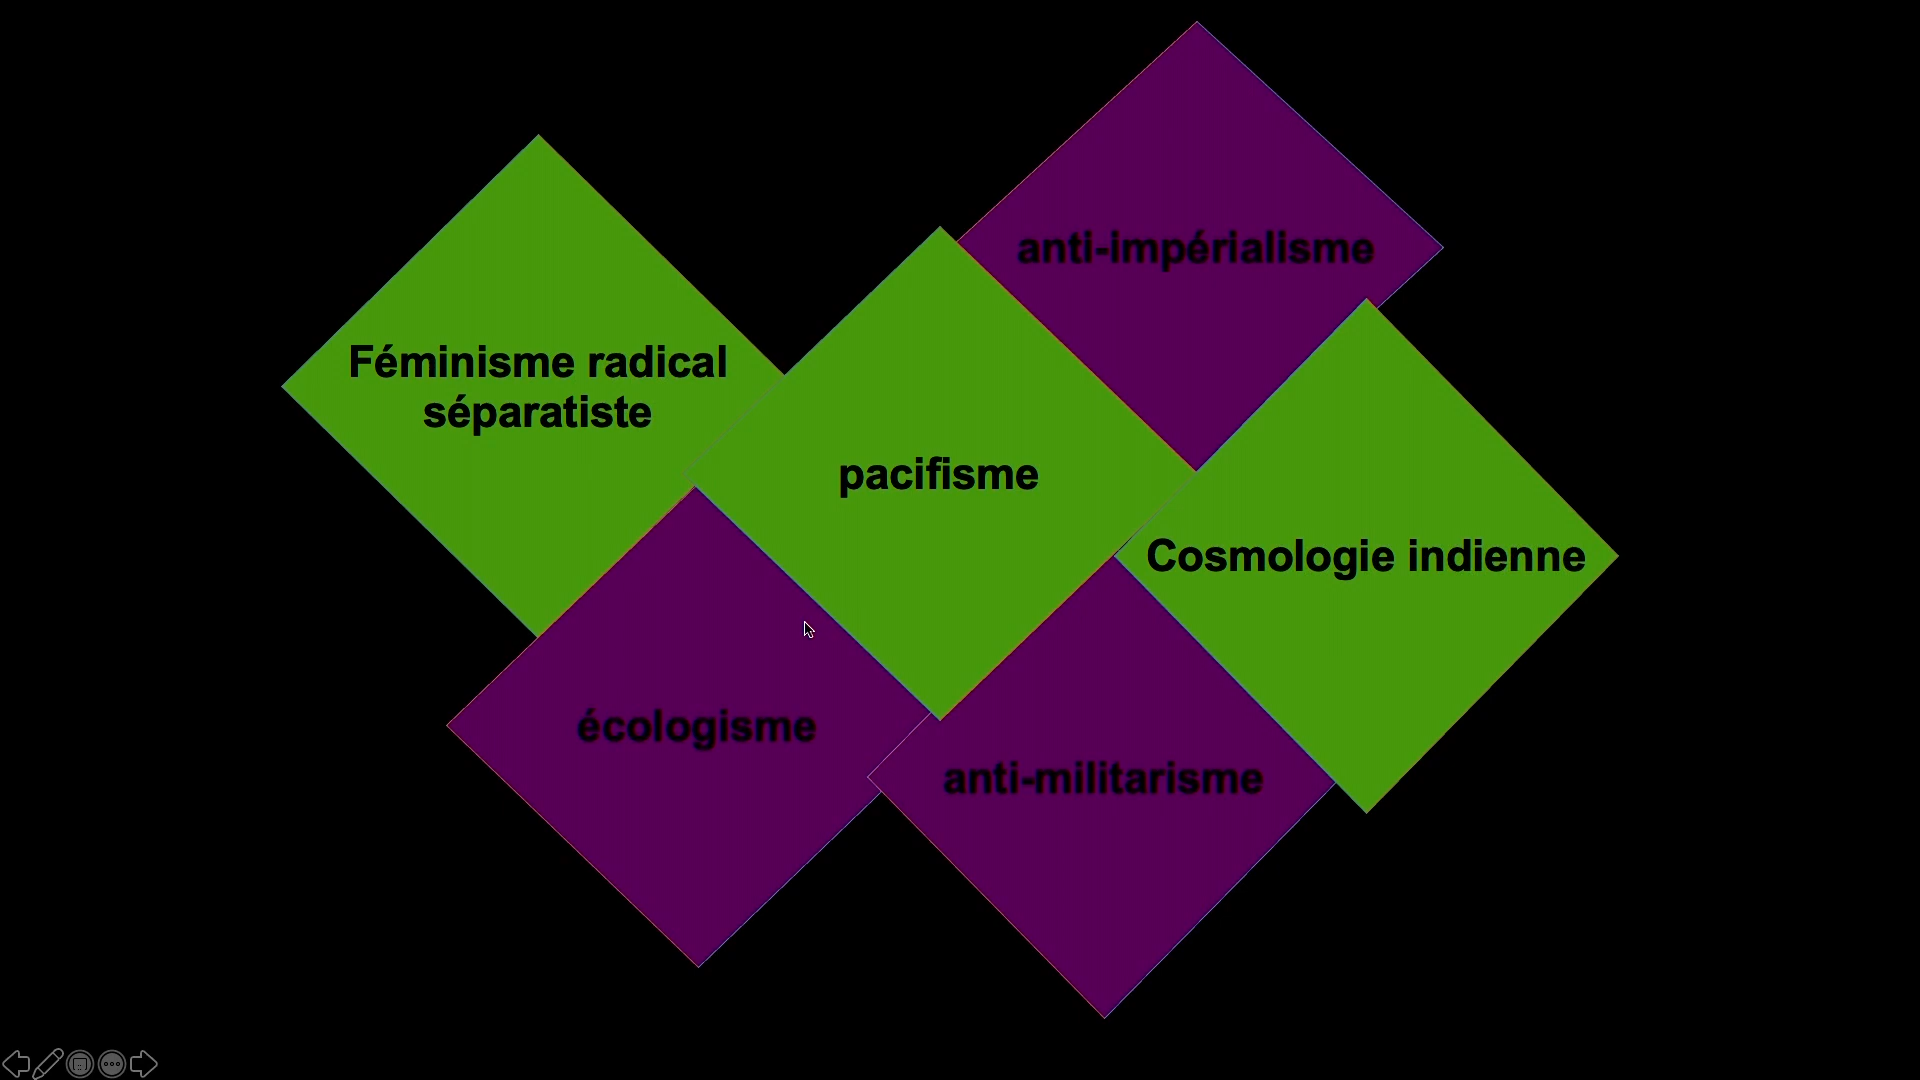 anti-impérialisme
Féminisme radical
séparatiste
pacifisme
Cosmologie indienne
écologisme
anti-militarisme